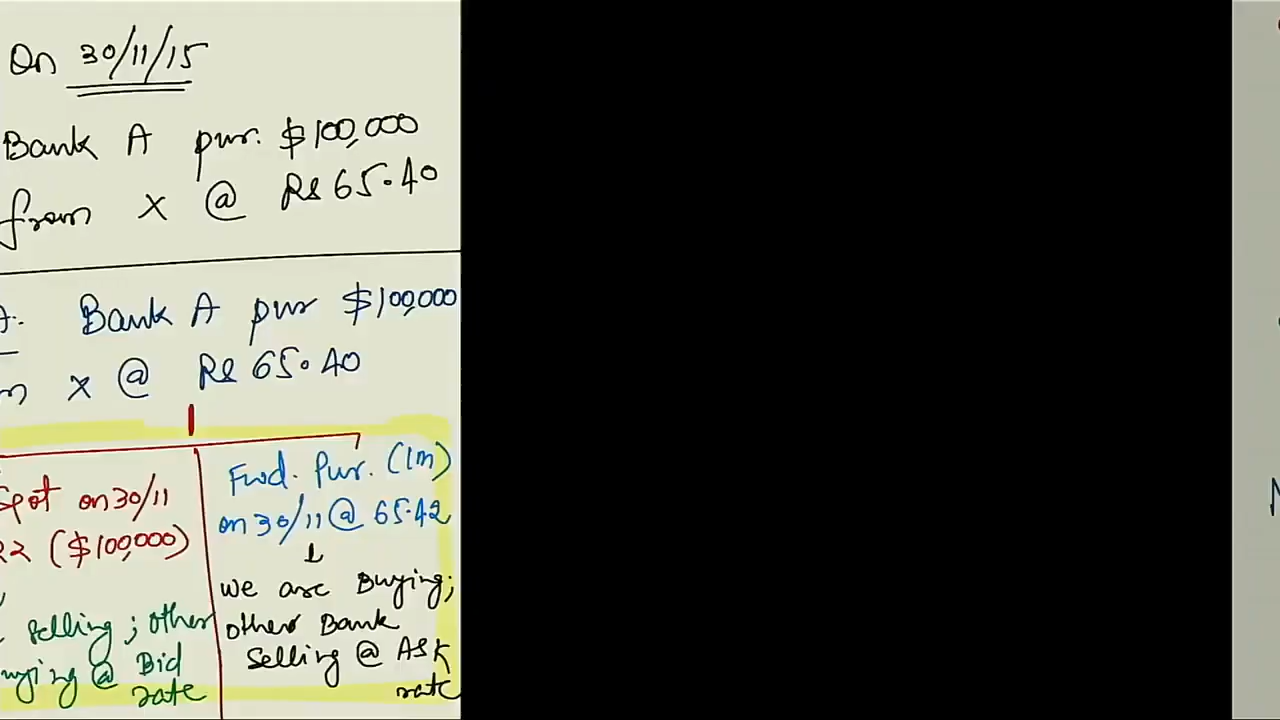 On 30/11/15
Bank A pur. $100,000
from X @ Rs 65.40
A. Bank A pur $100,000
X @ Rs 65.40
Spot on 30/11
22 ($100,000)
selling; other
@ Bid
rate
Fwd. Pur. (1m)
on 30/11 @ 65.42
we are Buying;
other Bank
selling @ ASK
rate